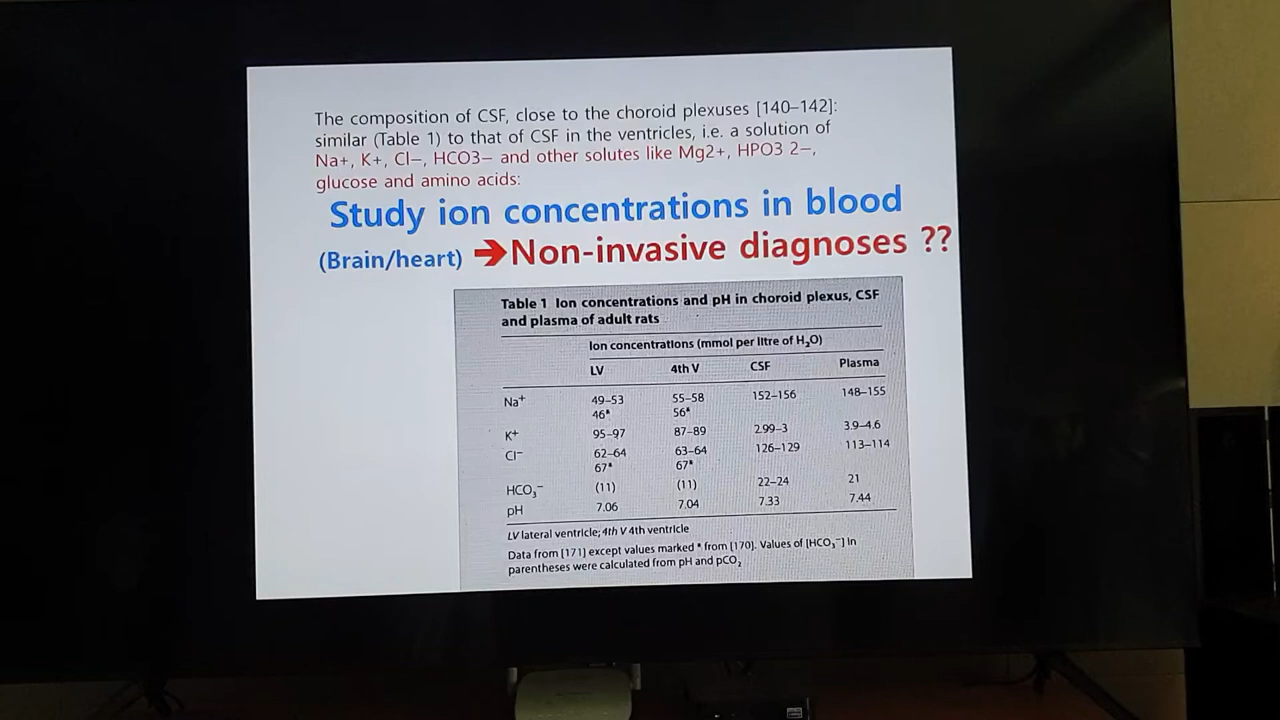 The composition of CSF, close to the choroid plexuses [140–142]:
similar (Table 1) to that of CSF in the ventricles, i.e. a solution of
Na+, K+, Cl−, HCO3− and other solutes like Mg2+, HPO3 2−,
glucose and amino acids:
Study ion concentrations in blood
(Brain/heart) ➔Non-invasive diagnoses ??
Table 1 Ion concentrations and pH in choroid plexus, CSF
and plasma of adult rats
Ion concentrations (mmol per litre of H₂O)
LV 4th V CSF Plasma
Na⁺ 49–53 55–58 152–156 148–155
46* 56*
K+ 95–97 87–89 2.99–3 3.9–4.6
Cl⁻ 62–64 63–64 126–129 113–114
67* 67*
HCO₃⁻ (11) (11) 22–24 21
pH 7.06 7.04 7.33 7.44
LV lateral ventricle; 4th V 4th ventricle
Data from [171] except values marked * from [170]. Values of [HCO₃⁻] in
parentheses were calculated from pH and pCO₂